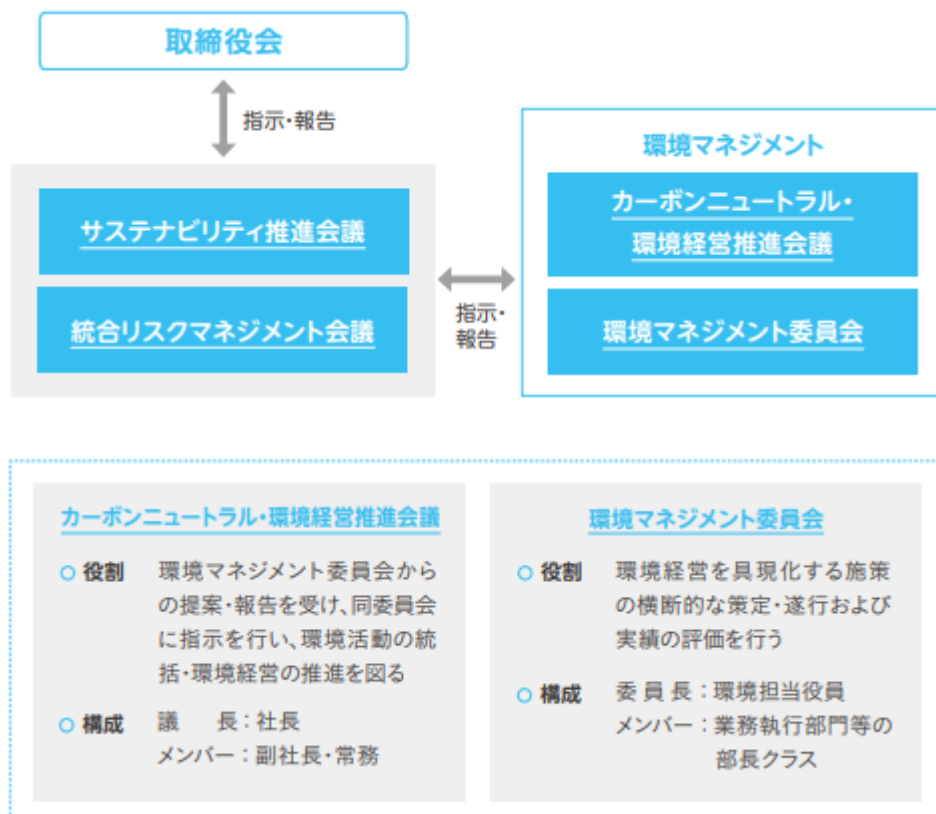 取締役会
指示・報告
サステナビリティ推進会議
統合リスクマネジメント会議
指示・
報告
環境マネジメント
カーボンニュートラル・
環境経営推進会議
環境マネジメント委員会
カーボンニュートラル・環境経営推進会議
役割 環境マネジメント委員会から
の提案・報告を受け、同委員会
に指示を行い、環境活動の統
括・環境経営の推進を図る
構成 議 長：社長
メンバー：副社長・常務
環境マネジメント委員会
役割 環境経営を具現化する施策
の横断的な策定・遂行および
実績の評価を行う
構成 委員長：環境担当役員
メンバー：業務執行部門等の
部長クラス